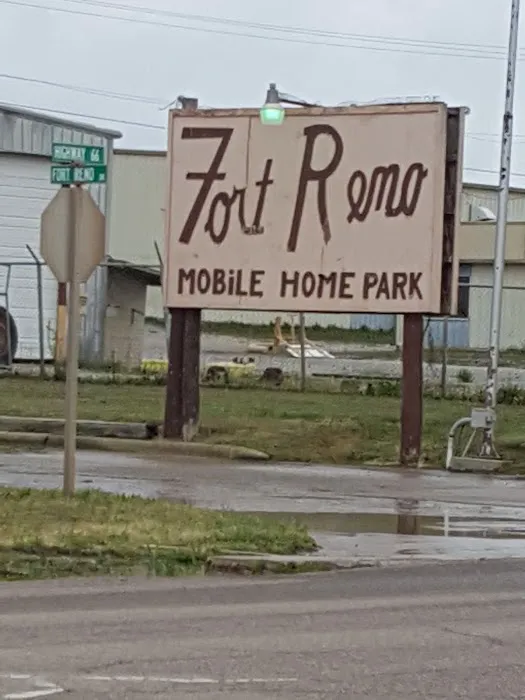 HIGHWAY 66
FORT RENO
Fort Reno
MOBiLE HOME PARK